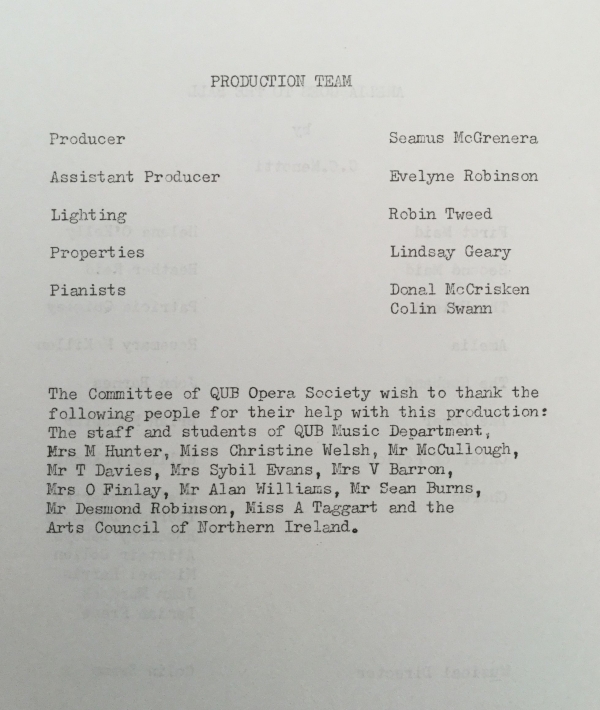 PRODUCTION TEAM
Producer Seamus McGrenera
Assistant Producer Evelyne Robinson
Lighting Robin Tweed
Properties Lindsay Geary
Pianists Donal McCrisken
Colin Swann
The Committee of QUB Opera Society wish to thank the
following people for their help with this production:
The staff and students of QUB Music Department,
Mrs M Hunter, Miss Christine Welsh, Mr McCullough,
Mr T Davies, Mrs Sybil Evans, Mrs V Barron,
Mrs O Finlay, Mr Alan Williams, Mr Sean Burns,
Mr Desmond Robinson, Miss A Taggart and the
Arts Council of Northern Ireland.